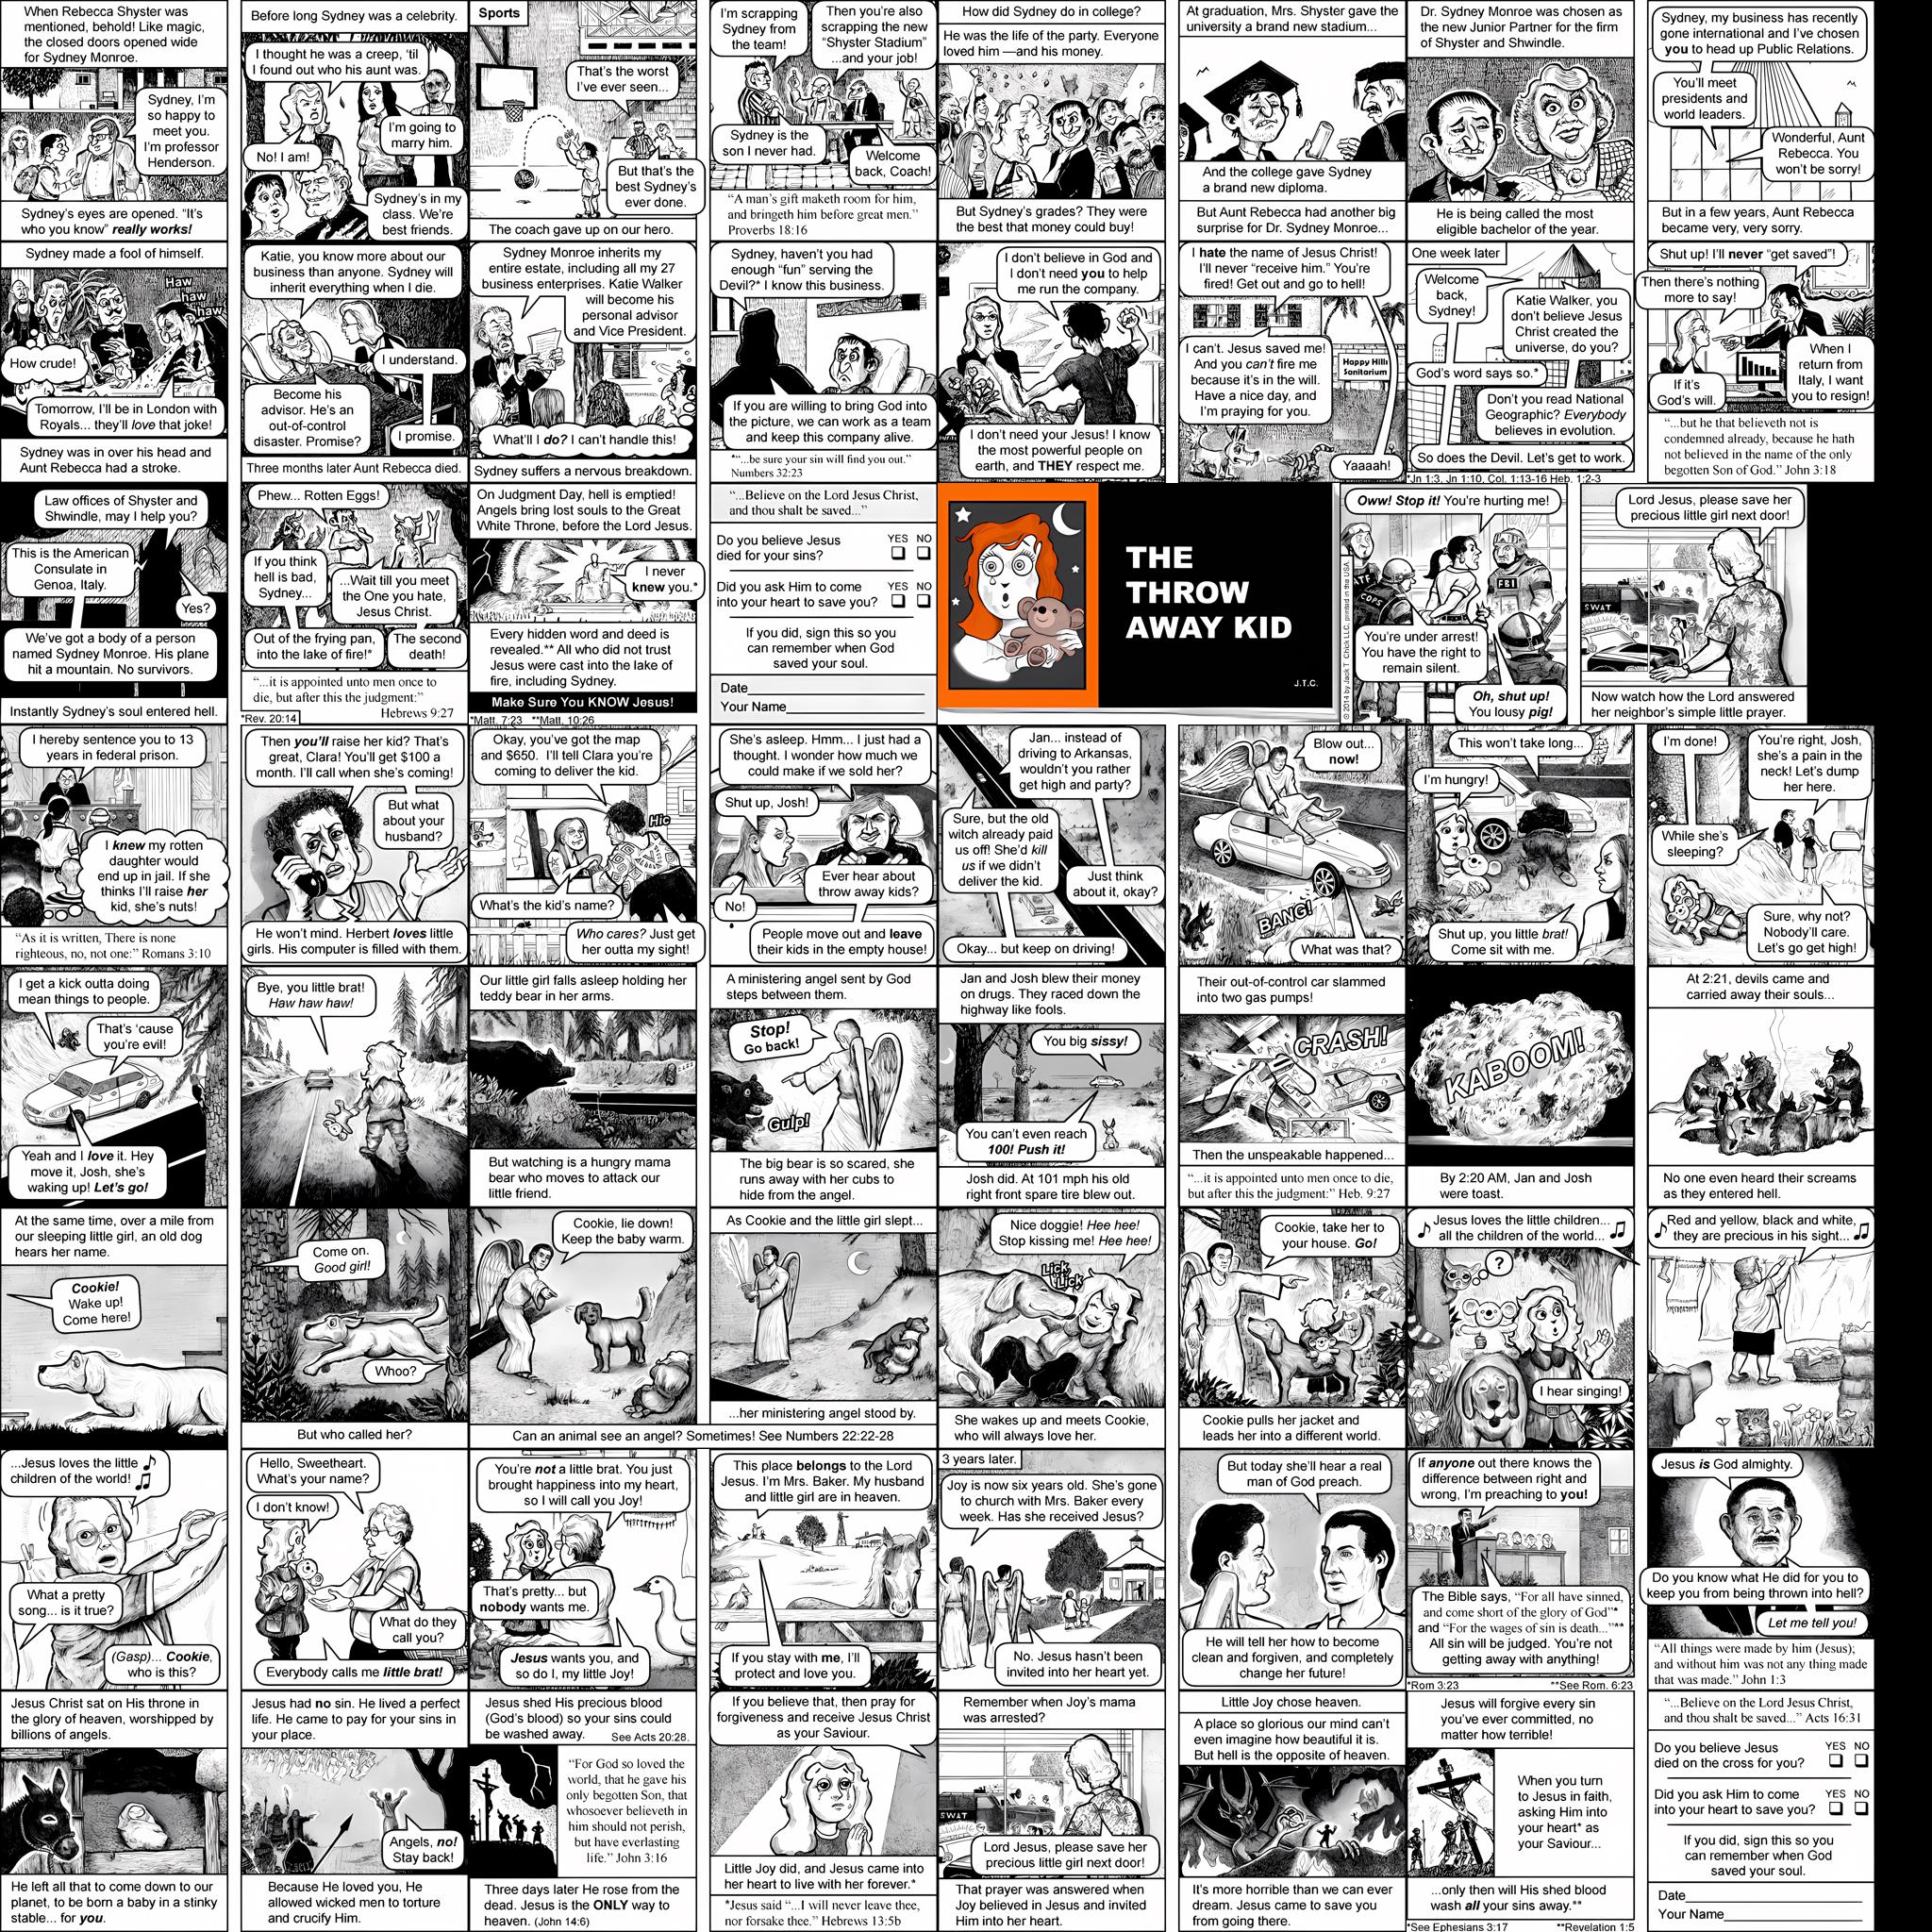 When Rebecca Shyster was
mentioned, behold! Like magic,
the closed doors opened wide
for Sydney Monroe.
Sydney, I'm
so happy to
meet you.
I'm professor
Henderson.
Sydney's eyes are opened. "It's
who you know" really works!
Before long Sydney was a celebrity.
I thought he was a creep, 'til
I found out who his aunt was.
I'm going to
marry him.
No! I am!
Sydney's in my
class. We're
best friends.
Sports
That's the worst
I've ever seen...
But that's the
best Sydney's
ever done.
The coach gave up on our hero.
I'm scrapping
Sydney from
the team!
Then you're also
scrapping the new
"Shyster Stadium"
...and your job!
Sydney is the
son I never had.
Welcome
back, Coach!
"A man's gift maketh room for him,
and bringeth him before great men."
Proverbs 18:16
How did Sydney do in college?
He was the life of the party. Everyone
loved him —and his money.
But Sydney's grades? They were
the best that money could buy!
At graduation, Mrs. Shyster gave the
university a brand new stadium...
And the college gave Sydney
a brand new diploma.
But Aunt Rebecca had another big
surprise for Dr. Sydney Monroe...
Dr. Sydney Monroe was chosen as
the new Junior Partner for the firm
of Shyster and Shwindle.
He is being called the most
eligible bachelor of the year.
Sydney, my business has recently
gone international and I've chosen
you to head up Public Relations.
You'll meet
presidents and
world leaders.
Wonderful, Aunt
Rebecca. You
won't be sorry!
But in a few years, Aunt Rebecca
became very, very sorry.
Sydney made a fool of himself.
Haw
haw
haw
How crude!
Tomorrow, I'll be in London with
Royals... they'll love that joke!
Sydney was in over his head and
Aunt Rebecca had a stroke.
Katie, you know more about our
business than anyone. Sydney will
inherit everything when I die.
I understand.
Become his
advisor. He's an
out-of-control
disaster. Promise?
I promise.
Three months later Aunt Rebecca died.
Sydney Monroe inherits my
entire estate, including all my 27
business enterprises. Katie Walker
will become his
personal advisor
and Vice President.
What'll I do? I can't handle this!
Sydney suffers a nervous breakdown.
Sydney, haven't you had
enough "fun" serving the
Devil?* I know this business.
If you are willing to bring God into
the picture, we can work as a team
and keep this company alive.
*"...be sure your sin will find you out."
Numbers 32:23
I don't believe in God and
I don't need you to help
me run the company.
I don't need your Jesus! I know
the most powerful people on
earth, and THEY respect me.
I hate the name of Jesus Christ!
I'll never "receive him." You're
fired! Get out and go to hell!
I can't. Jesus saved me!
And you can't fire me
because it's in the will.
Have a nice day, and
I'm praying for you.
Happy Hills
Sanitorium
Yaaaah!
One week later
Welcome
back,
Sydney!
Katie Walker, you
don't believe Jesus
Christ created the
universe, do you?
God's word says so.*
Don't you read National
Geographic? Everybody
believes in evolution.
So does the Devil. Let's get to work.
*Jn 1:3, Jn 1:10, Col. 1:13-16 Heb. 1:2-3
Shut up! I'll never "get saved"!
Then there's nothing
more to say!
If it's
God's will.
When I
return from
Italy, I want
you to resign!
"...but he that believeth not is
condemned already, because he hath
not believed in the name of the only
begotten Son of God." John 3:18
Law offices of Shyster and
Shwindle, may I help you?
This is the American
Consulate in
Genoa, Italy.
Yes?
We've got a body of a person
named Sydney Monroe. His plane
hit a mountain. No survivors.
Instantly Sydney's soul entered hell.
Phew... Rotten Eggs!
If you think
hell is bad,
Sydney...
...Wait till you meet
the One you hate,
Jesus Christ.
Out of the frying pan,
into the lake of fire!*
The second
death!
"...it is appointed unto men once to
die, but after this the judgment:"
Hebrews 9:27
*Rev. 20:14
On Judgment Day, hell is emptied!
Angels bring lost souls to the Great
White Throne, before the Lord Jesus.
I never
knew you.*
Every hidden word and deed is
revealed.** All who did not trust
Jesus were cast into the lake of
fire, including Sydney.
Make Sure You KNOW Jesus!
*Matt. 7:23 **Matt. 10:26
"...Believe on the Lord Jesus Christ,
and thou shalt be saved..."
Do you believe Jesus
died for your sins?
YES NO
Did you ask Him to come
into your heart to save you?
YES NO
If you did, sign this so you
can remember when God
saved your soul.
Date
Your Name
THE
THROW
AWAY KID
J.T.C.
© 2014 by Jack T. Chick LLC, printed in the USA
Oww! Stop it! You're hurting me!
ATF
COPS
FBI
You're under arrest!
You have the right to
remain silent.
Oh, shut up!
You lousy pig!
Lord Jesus, please save her
precious little girl next door!
SWAT
Now watch how the Lord answered
her neighbor's simple little prayer.
I hereby sentence you to 13
years in federal prison.
I knew my rotten
daughter would
end up in jail. If she
thinks I'll raise her
kid, she's nuts!
"As it is written, There is none
righteous, no, not one:" Romans 3:10
Then you'll raise her kid? That's
great, Clara! You'll get $100 a
month. I'll call when she's coming!
But what
about your
husband?
He won't mind. Herbert loves little
girls. His computer is filled with them.
Okay, you've got the map
and $650. I'll tell Clara you're
coming to deliver the kid.
Hic
What's the kid's name?
Who cares? Just get
her outta my sight!
She's asleep. Hmm... I just had a
thought. I wonder how much we
could make if we sold her?
Shut up, Josh!
Ever hear about
throw away kids?
No!
People move out and leave
their kids in the empty house!
Jan... instead of
driving to Arkansas,
wouldn't you rather
get high and party?
Sure, but the old
witch already paid
us off! She'd kill
us if we didn't
deliver the kid.
Just think
about it, okay?
Okay... but keep on driving!
Blow out...
now!
BANG!
What was that?
This won't take long...
I'm hungry!
Shut up, you little brat!
Come sit with me.
I'm done!
You're right, Josh,
she's a pain in the
neck! Let's dump
her here.
While she's
sleeping?
Sure, why not?
Nobody'll care.
Let's go get high!
I get a kick outta doing
mean things to people.
That's 'cause
you're evil!
Yeah and I love it. Hey
move it, Josh, she's
waking up! Let's go!
Bye, you little brat!
Haw haw haw!
Our little girl falls asleep holding her
teddy bear in her arms.
ZZZZ
But watching is a hungry mama
bear who moves to attack our
little friend.
A ministering angel sent by God
steps between them.
Stop!
Go back!
Gulp!
The big bear is so scared, she
runs away with her cubs to
hide from the angel.
Jan and Josh blew their money
on drugs. They raced down the
highway like fools.
You big sissy!
You can't even reach
100! Push it!
Josh did. At 101 mph his old
right front spare tire blew out.
Their out-of-control car slammed
into two gas pumps!
CRASH!
Then the unspeakable happened...
"...it is appointed unto men once to die,
but after this the judgment:" Heb. 9:27
KABOOM!
By 2:20 AM, Jan and Josh
were toast.
At 2:21, devils came and
carried away their souls...
No one even heard their screams
as they entered hell.
At the same time, over a mile from
our sleeping little girl, an old dog
hears her name.
Cookie!
Wake up!
Come here!
Come on.
Good girl!
Whoo?
But who called her?
Cookie, lie down!
Keep the baby warm.
As Cookie and the little girl slept...
...her ministering angel stood by.
Can an animal see an angel? Sometimes! See Numbers 22:22-28
Nice doggie! Hee hee!
Stop kissing me! Hee hee!
Lick
Lick
She wakes up and meets Cookie,
who will always love her.
Cookie, take her to
your house. Go!
Cookie pulls her jacket and
leads her into a different world.
Jesus loves the little children...
all the children of the world...
?
I hear singing!
Red and yellow, black and white,
they are precious in his sight...
...Jesus loves the little
children of the world!
What a pretty
song... is it true?
(Gasp)... Cookie,
who is this?
Hello, Sweetheart.
What's your name?
I don't know!
What do they
call you?
Everybody calls me little brat!
You're not a little brat. You just
brought happiness into my heart,
so I will call you Joy!
That's pretty... but
nobody wants me.
Jesus wants you, and
so do I, my little Joy!
This place belongs to the Lord
Jesus. I'm Mrs. Baker. My husband
and little girl are in heaven.
If you stay with me, I'll
protect and love you.
3 years later.
Joy is now six years old. She's gone
to church with Mrs. Baker every
week. Has she received Jesus?
No. Jesus hasn't been
invited into her heart yet.
But today she'll hear a real
man of God preach.
He will tell her how to become
clean and forgiven, and completely
change her future!
If anyone out there knows the
difference between right and
wrong, I'm preaching to you!
The Bible says, "For all have sinned,
and come short of the glory of God"*
and "For the wages of sin is death..."**
All sin will be judged. You're not
getting away with anything!
*Rom 3:23 **See Rom. 6:23
Jesus is God almighty.
Do you know what He did for you to
keep you from being thrown into hell?
Let me tell you!
"All things were made by him (Jesus);
and without him was not any thing made
that was made." John 1:3
Jesus Christ sat on His throne in
the glory of heaven, worshipped by
billions of angels.
He left all that to come down to our
planet, to be born a baby in a stinky
stable... for you.
Jesus had no sin. He lived a perfect
life. He came to pay for your sins in
your place.
Angels, no!
Stay back!
Because He loved you, He
allowed wicked men to torture
and crucify Him.
Jesus shed His precious blood
(God's blood) so your sins could
be washed away. See Acts 20:28.
"For God so loved the
world, that he gave his
only begotten Son, that
whosoever believeth in
him should not perish,
but have everlasting
life." John 3:16
Three days later He rose from the
dead. Jesus is the ONLY way to
heaven. (John 14:6)
If you believe that, then pray for
forgiveness and receive Jesus Christ
as your Saviour.
Little Joy did, and Jesus came into
her heart to live with her forever.*
*Jesus said "...I will never leave thee,
nor forsake thee." Hebrews 13:5b
Remember when Joy's mama
was arrested?
SWAT
Lord Jesus, please save her
precious little girl next door!
That prayer was answered when
Joy believed in Jesus and invited
Him into her heart.
Little Joy chose heaven.
A place so glorious our mind can't
even imagine how beautiful it is.
But hell is the opposite of heaven.
It's more horrible than we can ever
dream. Jesus came to save you
from going there.
Jesus will forgive every sin
you've ever committed, no
matter how terrible!
When you turn
to Jesus in faith,
asking Him into
your heart* as
your Saviour...
...only then will His shed blood
wash all your sins away.**
*See Ephesians 3:17 **Revelation 1:5
"...Believe on the Lord Jesus Christ,
and thou shalt be saved..." Acts 16:31
Do you believe Jesus
died on the cross for you?
YES NO
Did you ask Him to come
into your heart to save you?
YES NO
If you did, sign this so you
can remember when God
saved your soul.
Date
Your Name